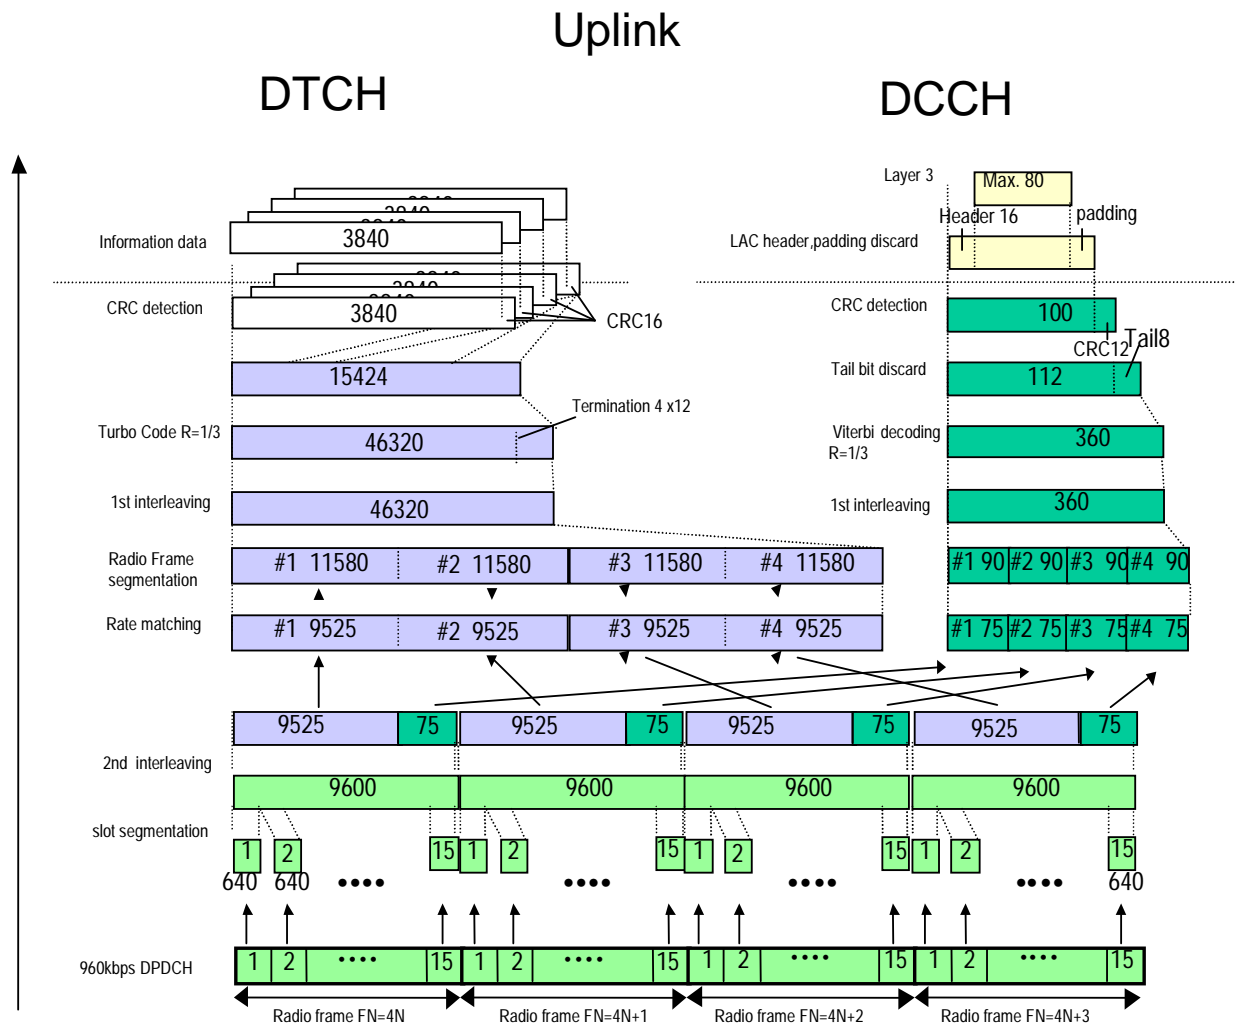 Uplink
DTCH
DCCH
Layer 3
Max. 80
Header 16
padding
Information data
3840
LAC header,padding discard
CRC detection
3840
CRC16
CRC detection
100
CRC12
Tail8
15424
Tail bit discard
112
Termination 4 x12
Turbo Code R=1/3
46320
Viterbi decoding
R=1/3
360
1st interleaving
46320
1st interleaving
360
Radio Frame
segmentation
#1 11580
#2 11580
#3 11580
#4 11580
#1 90
#2 90
#3 90
#4 90
Rate matching
#1 9525
#2 9525
#3 9525
#4 9525
#1 75
#2 75
#3 75
#4 75
9525
75
9525
75
9525
75
9525
75
2nd interleaving
9600
9600
9600
9600
slot segmentation
1
2
15
1
2
15
1
2
15
1
2
15
640
640
••••
••••
••••
••••
640
960kbps DPDCH
1
2
••••
15
1
2
••••
15
1
2
••••
15
1
2
••••
15
Radio frame FN=4N
Radio frame FN=4N+1
Radio frame FN=4N+2
Radio frame FN=4N+3